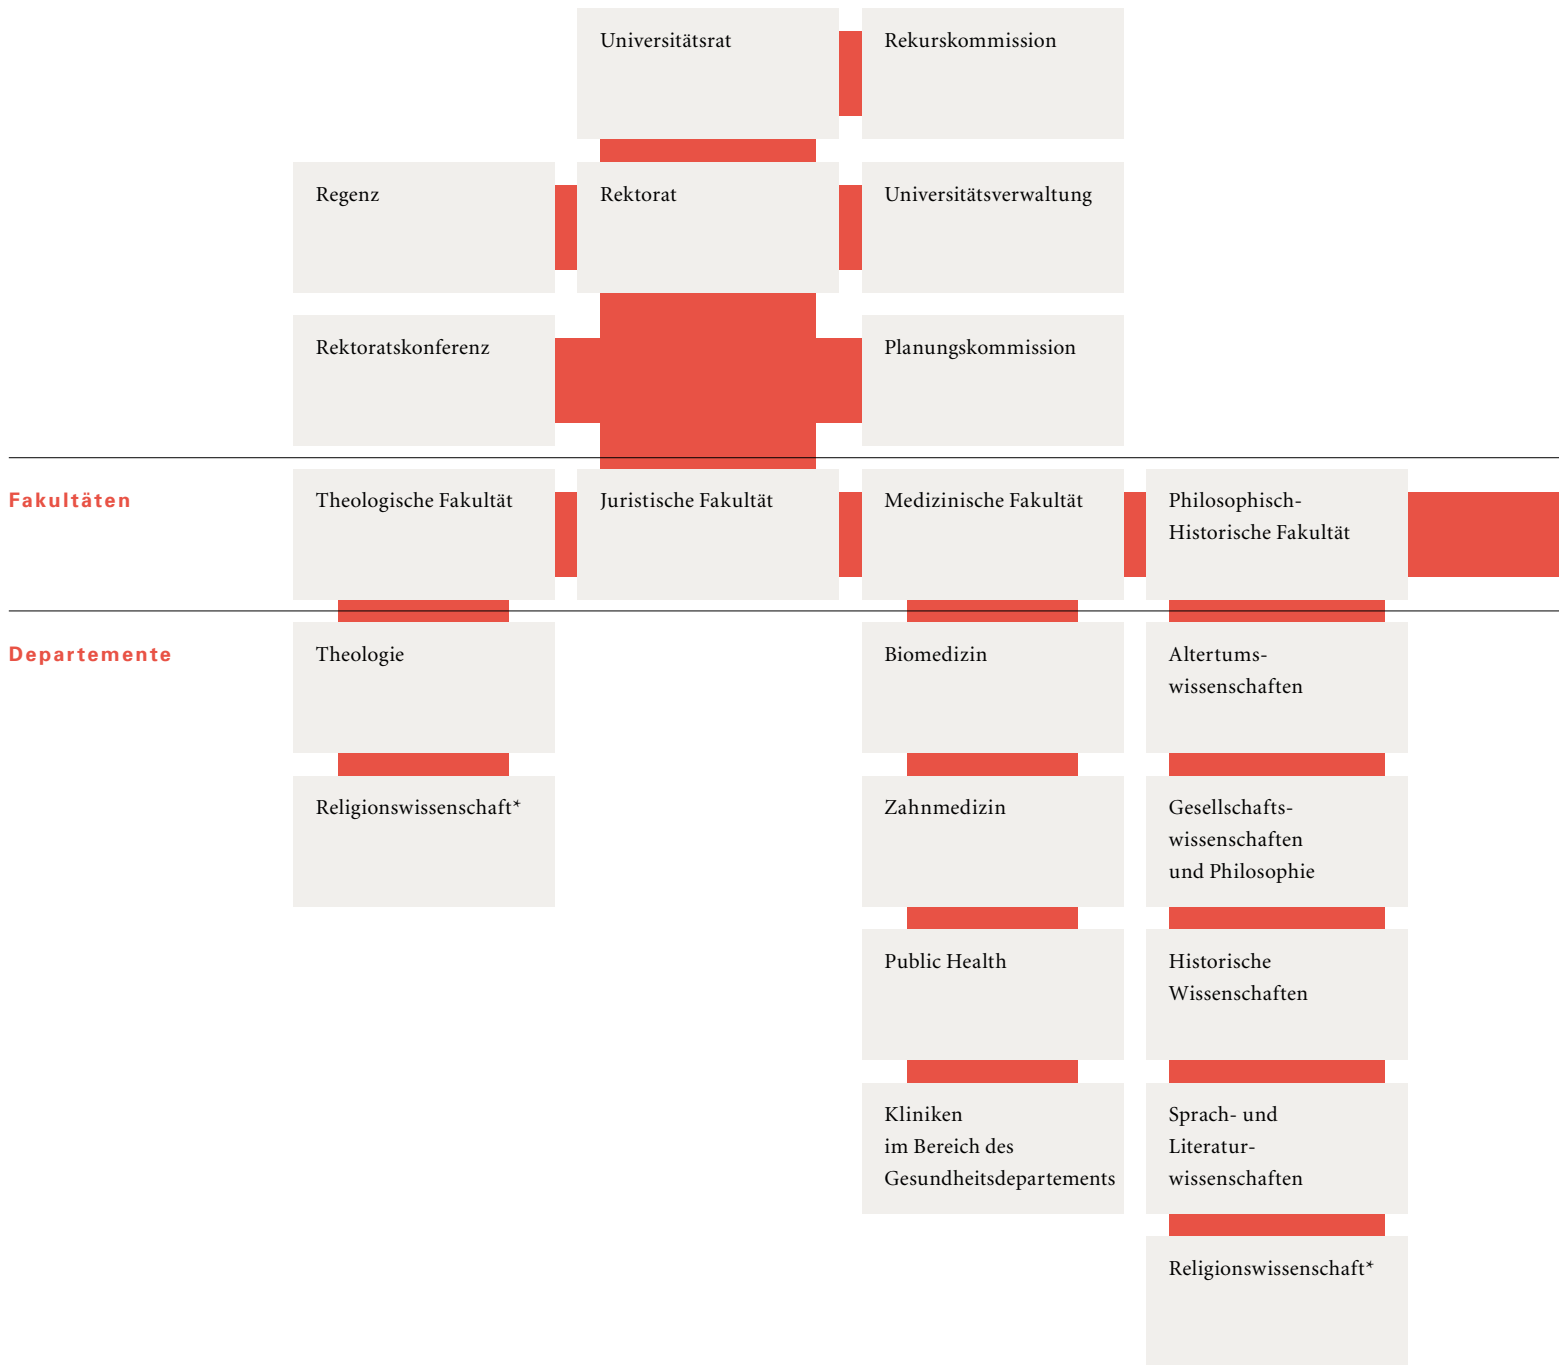 Universitätsrat
Rekurskommission
Regenz
Rektorat
Universitätsverwaltung
Rektoratskonferenz
Planungskommission
Fakultäten
Theologische Fakultät
Juristische Fakultät
Medizinische Fakultät
Philosophisch-
Historische Fakultät
Departemente
Theologie
Biomedizin
Altertums-
wissenschaften
Religionswissenschaft*
Zahnmedizin
Gesellschafts-
wissenschaften
und Philosophie
Public Health
Historische
Wissenschaften
Kliniken
im Bereich des
Gesundheitsdepartements
Sprach- und
Literatur-
wissenschaften
Religionswissenschaft*